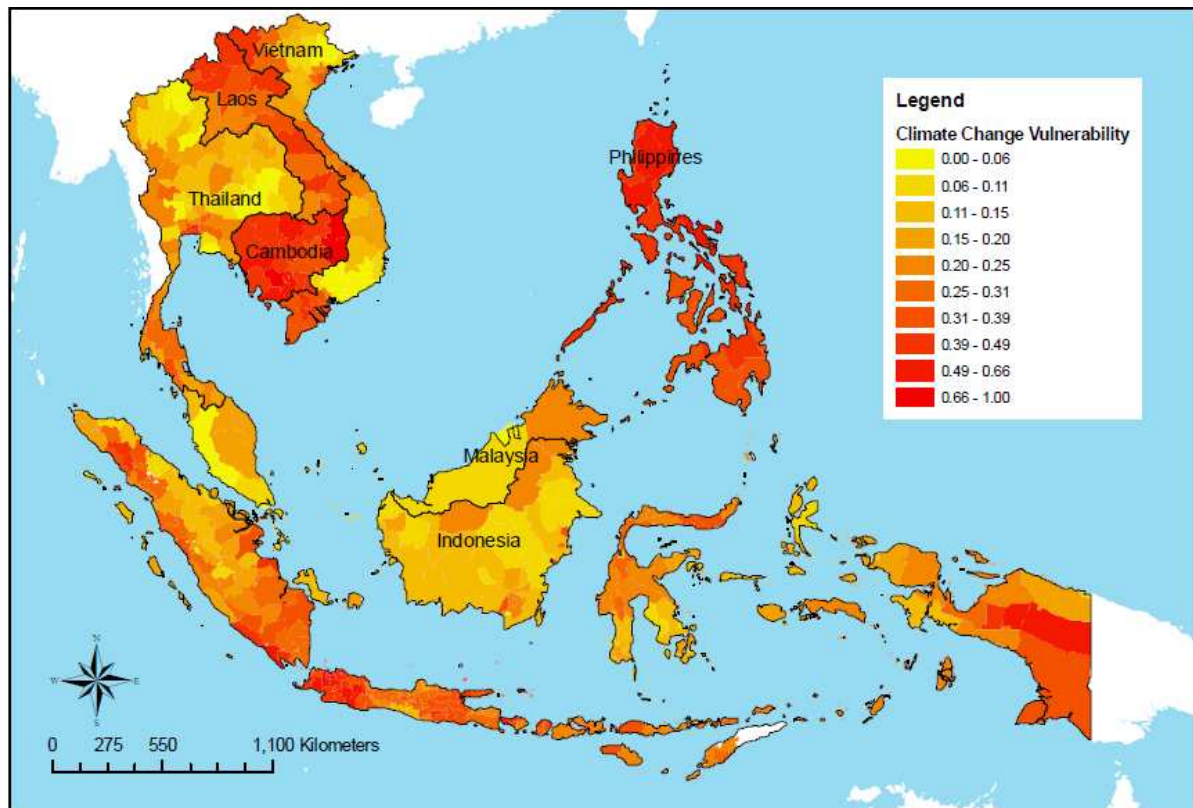 Vietnam
Laos
Thailand
Cambodia
Philippines
Malaysia
Indonesia
Legend
Climate Change Vulnerability
0.00 - 0.06
0.06 - 0.11
0.11 - 0.15
0.15 - 0.20
0.20 - 0.25
0.25 - 0.31
0.31 - 0.39
0.39 - 0.49
0.49 - 0.66
0.66 - 1.00
N
W E
S
0 275 550 1,100 Kilometers